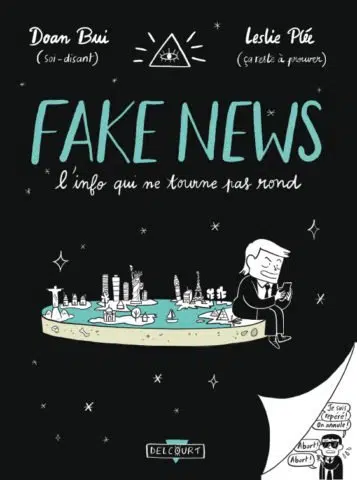 Doan Bui
(soi-disant)
Leslie Plée
(ça reste à prouver)
FAKE NEWS
l'info qui ne tourne pas rond
DELCOURT
Je suis
repéré!
On annule!
Abort!
Abort!